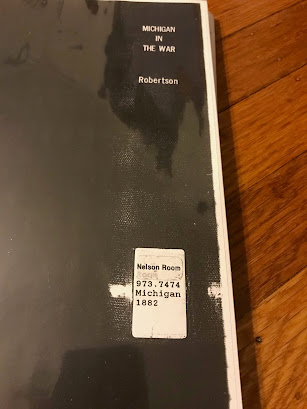 MICHIGAN
IN
THE WAR
Robertson
Nelson Room
973.7474
Michigan
1882